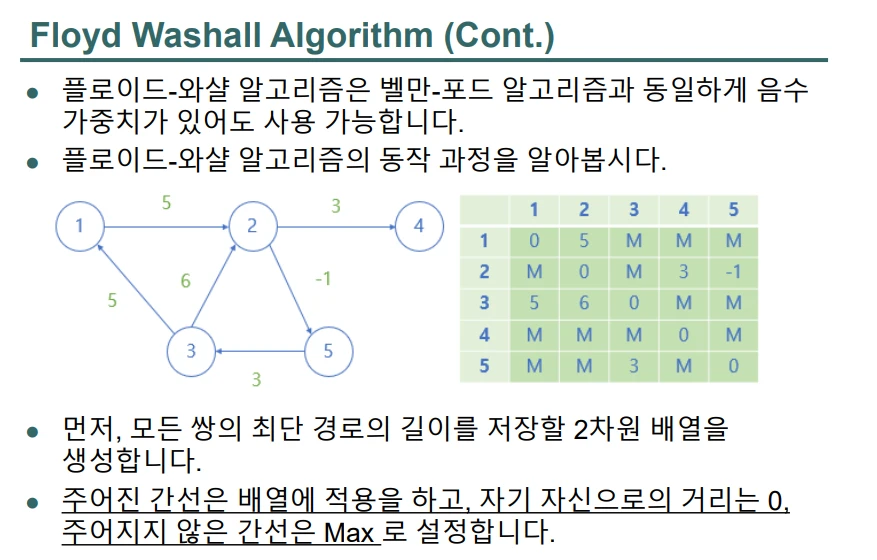 Floyd Washall Algorithm (Cont.)
● 플로이드-와샬 알고리즘은 벨만-포드 알고리즘과 동일하게 음수
가중치가 있어도 사용 가능합니다.
● 플로이드-와샬 알고리즘의 동작 과정을 알아봅시다.
5
3
1
2
4
6
-1
5
3
5
3
1 2 3 4 5
1 0 5 M M M
2 M 0 M 3 -1
3 5 6 0 M M
4 M M M 0 M
5 M M 3 M 0
● 먼저, 모든 쌍의 최단 경로의 길이를 저장할 2차원 배열을
생성합니다.
● 주어진 간선은 배열에 적용을 하고, 자기 자신으로의 거리는 0,
주어지지 않은 간선은 Max 로 설정합니다.